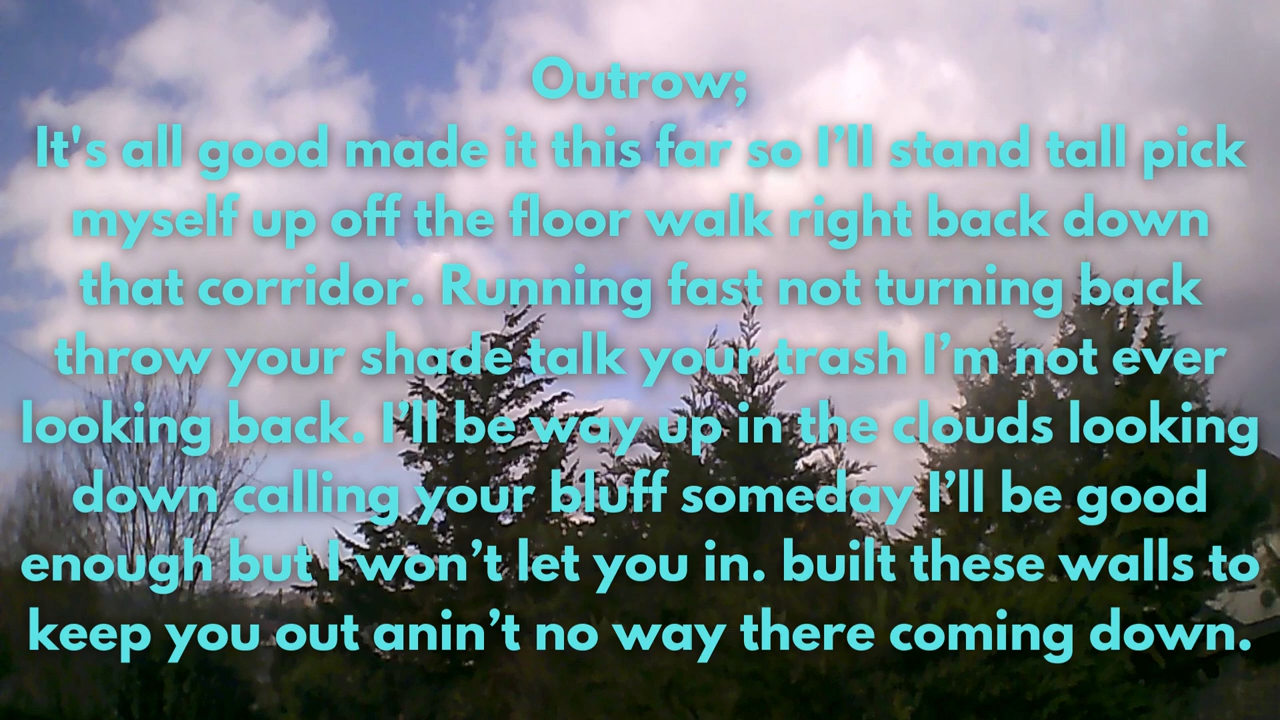 Outrow;
It's all good made it this far so I’ll stand tall pick
myself up off the floor walk right back down
that corridor. Running fast not turning back
throw your shade talk your trash I’m not ever
looking back. I’ll be way up in the clouds looking
down calling your bluff someday I’ll be good
enough but I won’t let you in. built these walls to
keep you out anin’t no way there coming down.